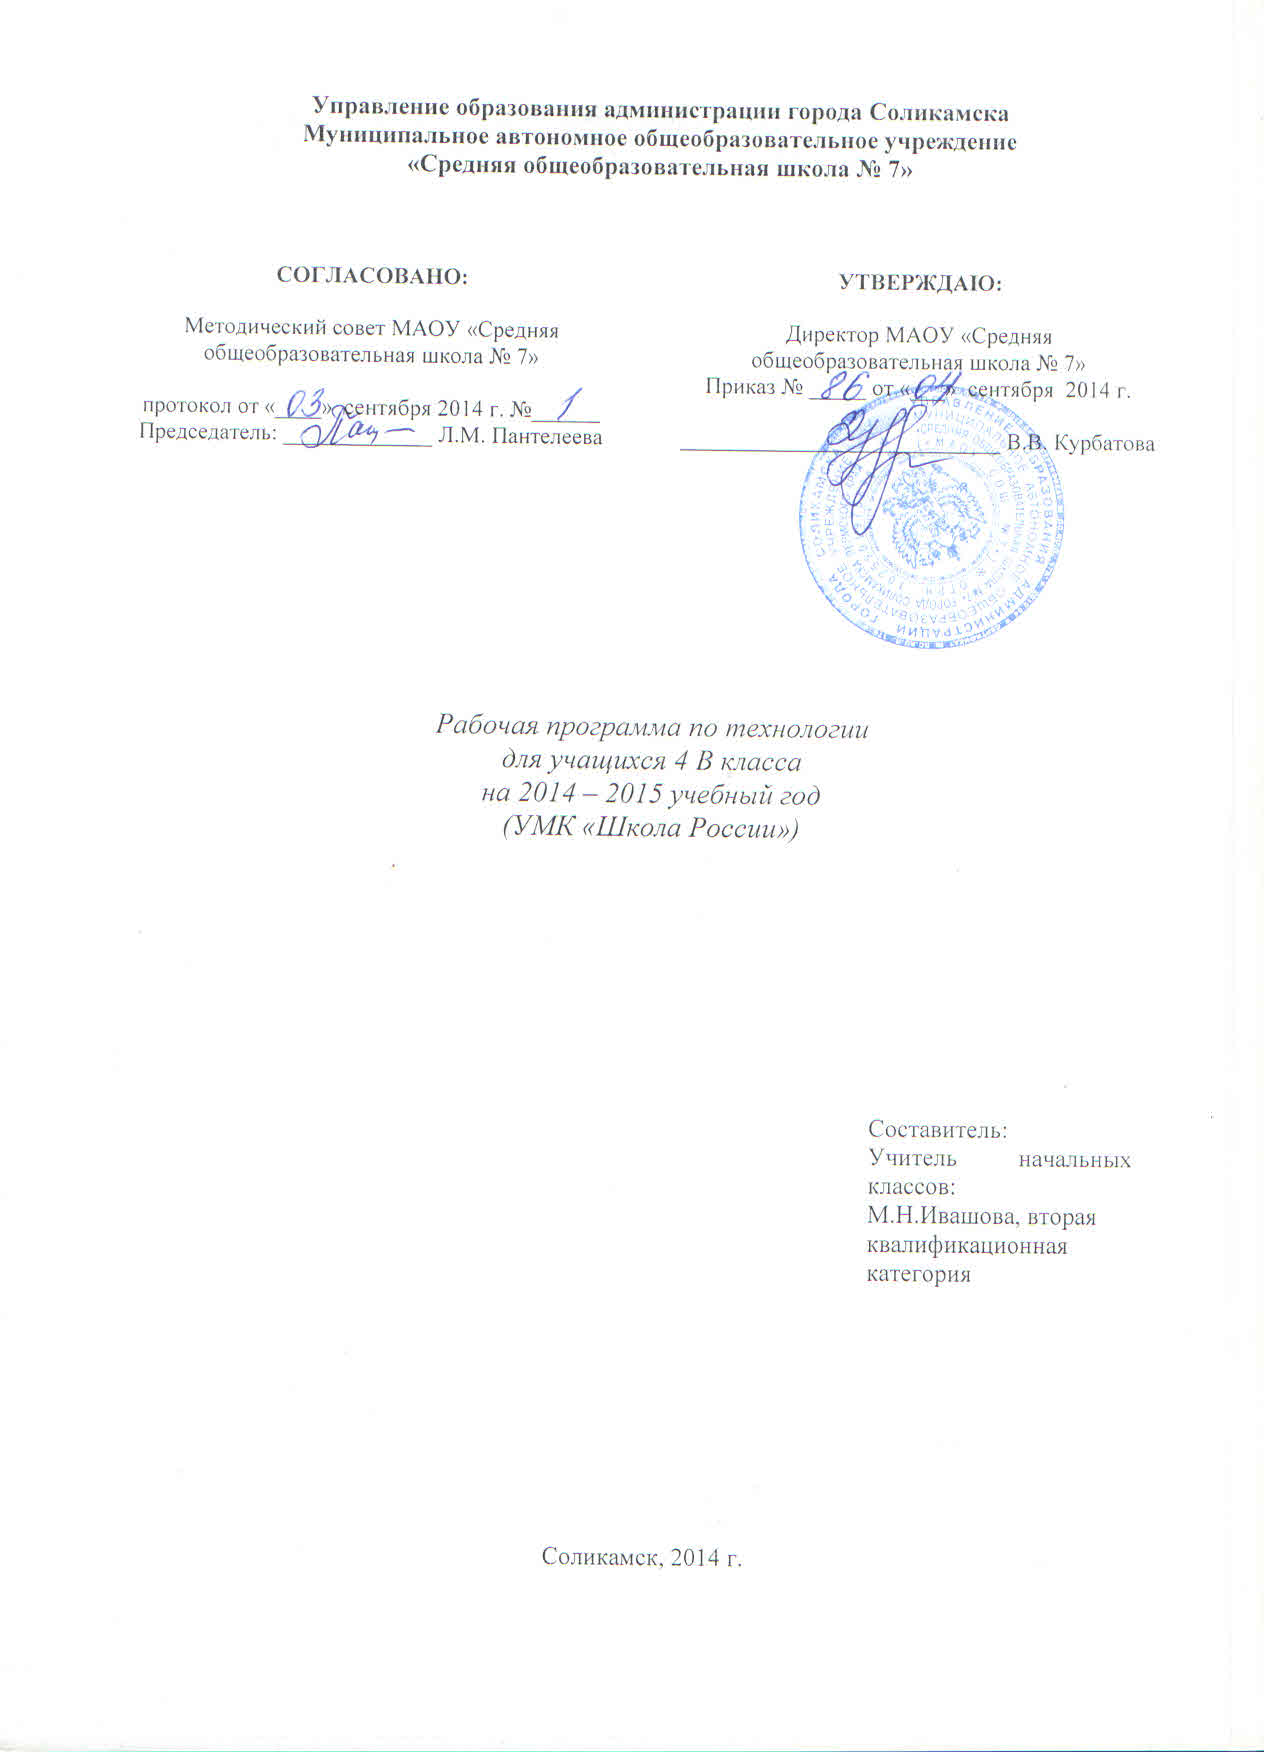 Управление образования администрации города Соликамска
Муниципальное автономное общеобразовательное учреждение
«Средняя общеобразовательная школа № 7»
СОГЛАСОВАНО:
Методический совет МАОУ «Средняя
общеобразовательная школа № 7»
протокол от «03» сентября 2014 г. № 1
Председатель: Л.М. Пантелеева
УТВЕРЖДАЮ:
Директор МАОУ «Средняя
общеобразовательная школа № 7»
Приказ № 86 от «04» сентября 2014 г.
В.В. Курбатова
Рабочая программа по технологии
для учащихся 4 В класса
на 2014 – 2015 учебный год
(УМК «Школа России»)
Составитель:
Учитель начальных
классов:
М.Н.Ивашова, вторая
квалификационная
категория
Соликамск, 2014 г.